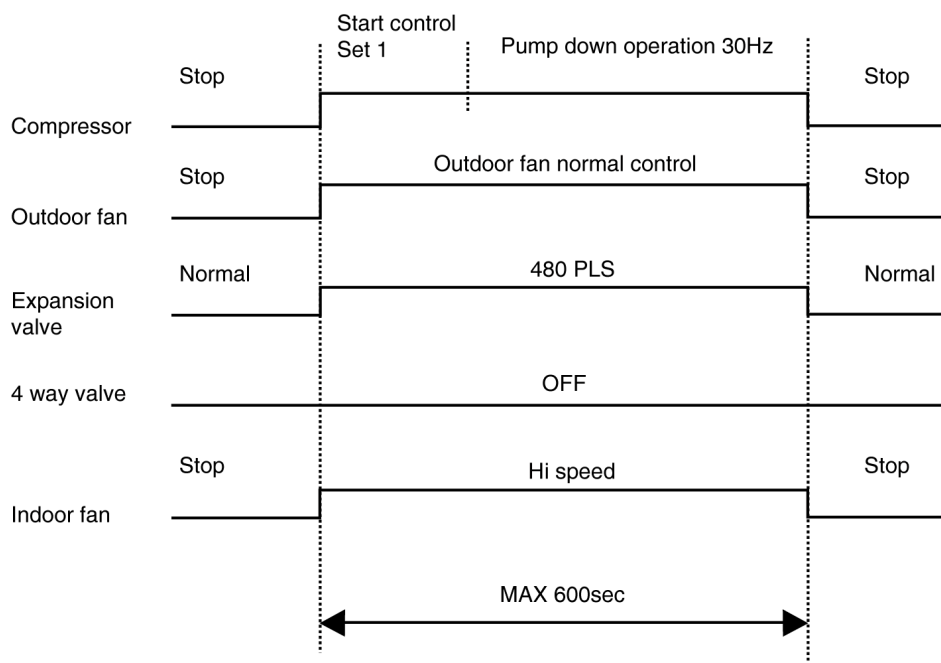 Start control
Set 1
Pump down operation 30Hz
Stop
Stop
Compressor
Outdoor fan normal control
Stop
Stop
Outdoor fan
Normal
480 PLS
Normal
Expansion
valve
OFF
4 way valve
Stop
Hi speed
Stop
Indoor fan
MAX 600sec